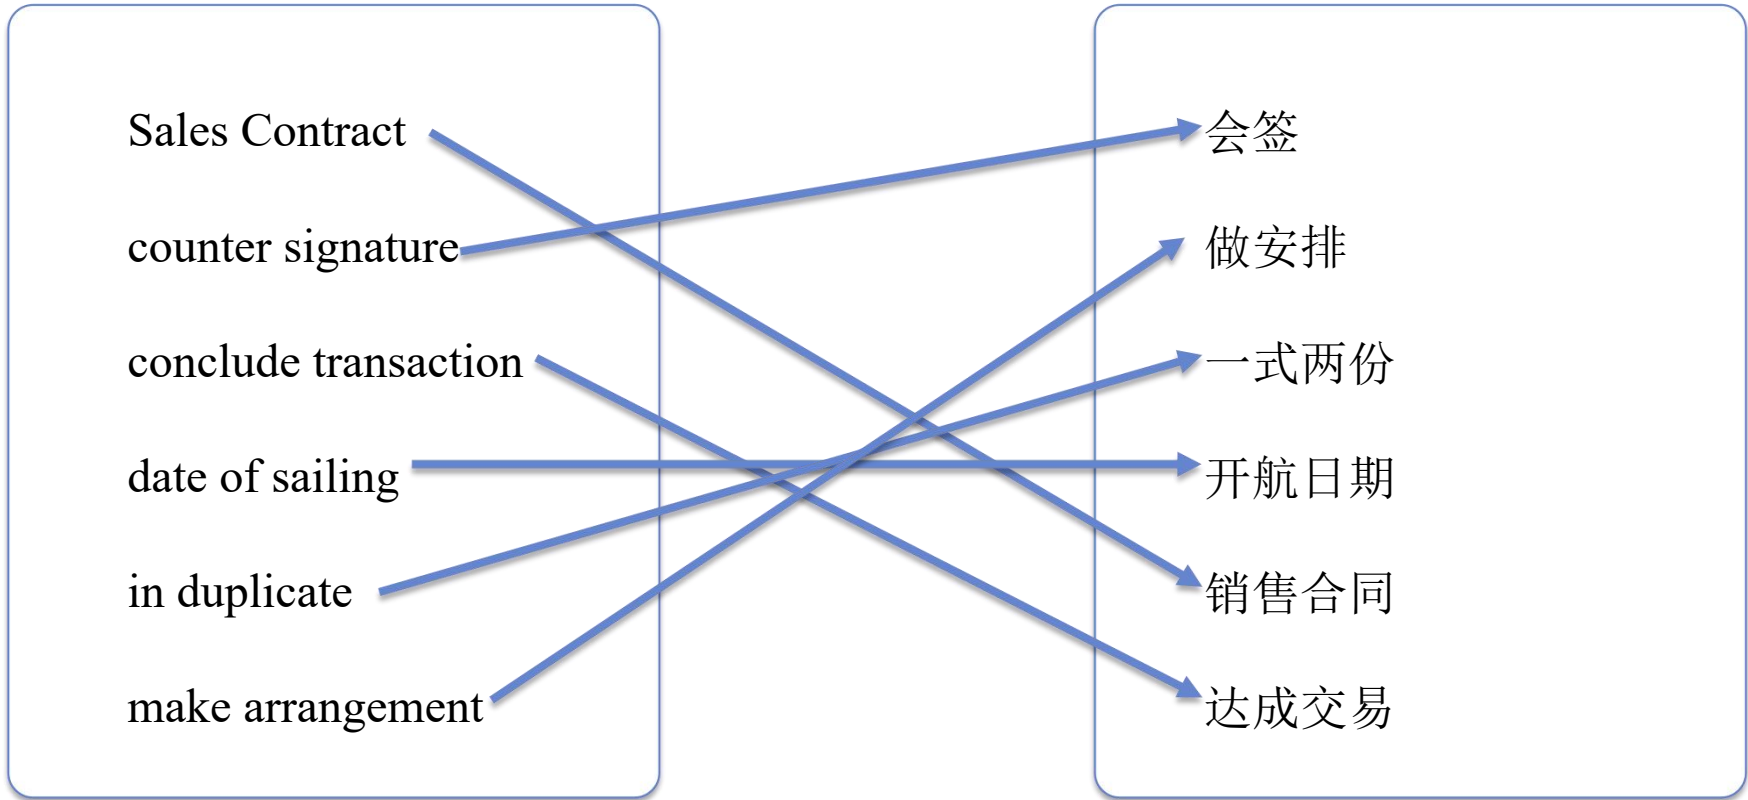 Sales Contract
counter signature
conclude transaction
date of sailing
in duplicate
make arrangement
会签
做安排
一式两份
开航日期
销售合同
达成交易